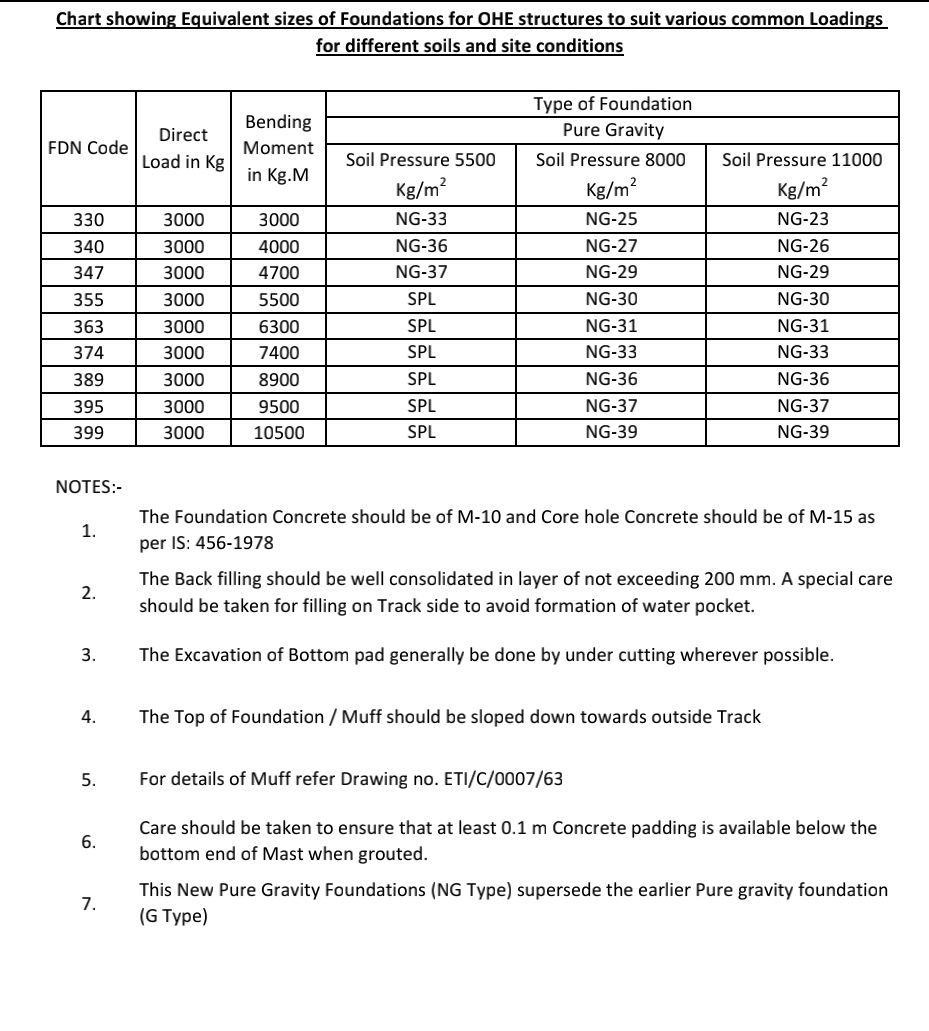 Chart showing Equivalent sizes of Foundations for OHE structures to suit various common Loadings
for different soils and site conditions
FDN Code
Direct
Load in Kg
Bending
Moment
in Kg.M
Type of Foundation
Pure Gravity
Soil Pressure 5500
Kg/m²
Soil Pressure 8000
Kg/m²
Soil Pressure 11000
Kg/m²
330 3000 3000 NG-33 NG-25 NG-23
340 3000 4000 NG-36 NG-27 NG-26
347 3000 4700 NG-37 NG-29 NG-29
355 3000 5500 SPL NG-30 NG-30
363 3000 6300 SPL NG-31 NG-31
374 3000 7400 SPL NG-33 NG-33
389 3000 8900 SPL NG-36 NG-36
395 3000 9500 SPL NG-37 NG-37
399 3000 10500 SPL NG-39 NG-39
NOTES:-
1. The Foundation Concrete should be of M-10 and Core hole Concrete should be of M-15 as
per IS: 456-1978
2. The Back filling should be well consolidated in layer of not exceeding 200 mm. A special care
should be taken for filling on Track side to avoid formation of water pocket.
3. The Excavation of Bottom pad generally be done by under cutting wherever possible.
4. The Top of Foundation / Muff should be sloped down towards outside Track
5. For details of Muff refer Drawing no. ETI/C/0007/63
6. Care should be taken to ensure that at least 0.1 m Concrete padding is available below the
bottom end of Mast when grouted.
7. This New Pure Gravity Foundations (NG Type) supersede the earlier Pure gravity foundation
(G Type)